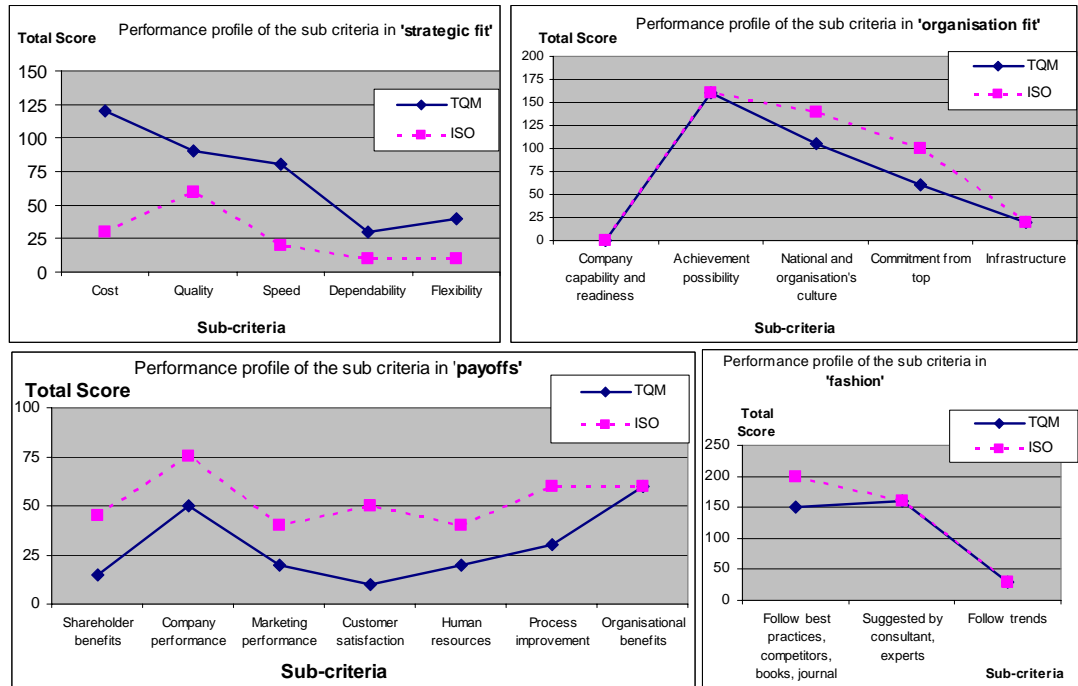 Performance profile of the sub criteria in 'strategic fit'
Total Score
150
125
100
75
50
25
0
TQM
ISO
Cost Quality Speed Dependability Flexibility
Sub-criteria
Performance profile of the sub criteria in 'organisation fit'
Total Score
200
175
150
125
100
75
50
25
0
TQM
ISO
Company
capability and
readiness
Achievement
possibility
National and
organisation's
culture
Commitment from
top
Infrastructure
Sub-criteria
Performance profile of the sub criteria in 'payoffs'
Total Score
100
75
50
25
0
TQM
ISO
Shareholder
benefits
Company
performance
Marketing
performance
Customer
satisfaction
Human
resources
Process
improvement
Organisational
benefits
Sub-criteria
Performance profile of the sub criteria in
'fashion'
Total
Score
250
200
150
100
50
0
TQM
ISO
Follow best
practices,
competitors,
books, journal
Suggested by
consultant,
experts
Follow trends
Sub-criteria